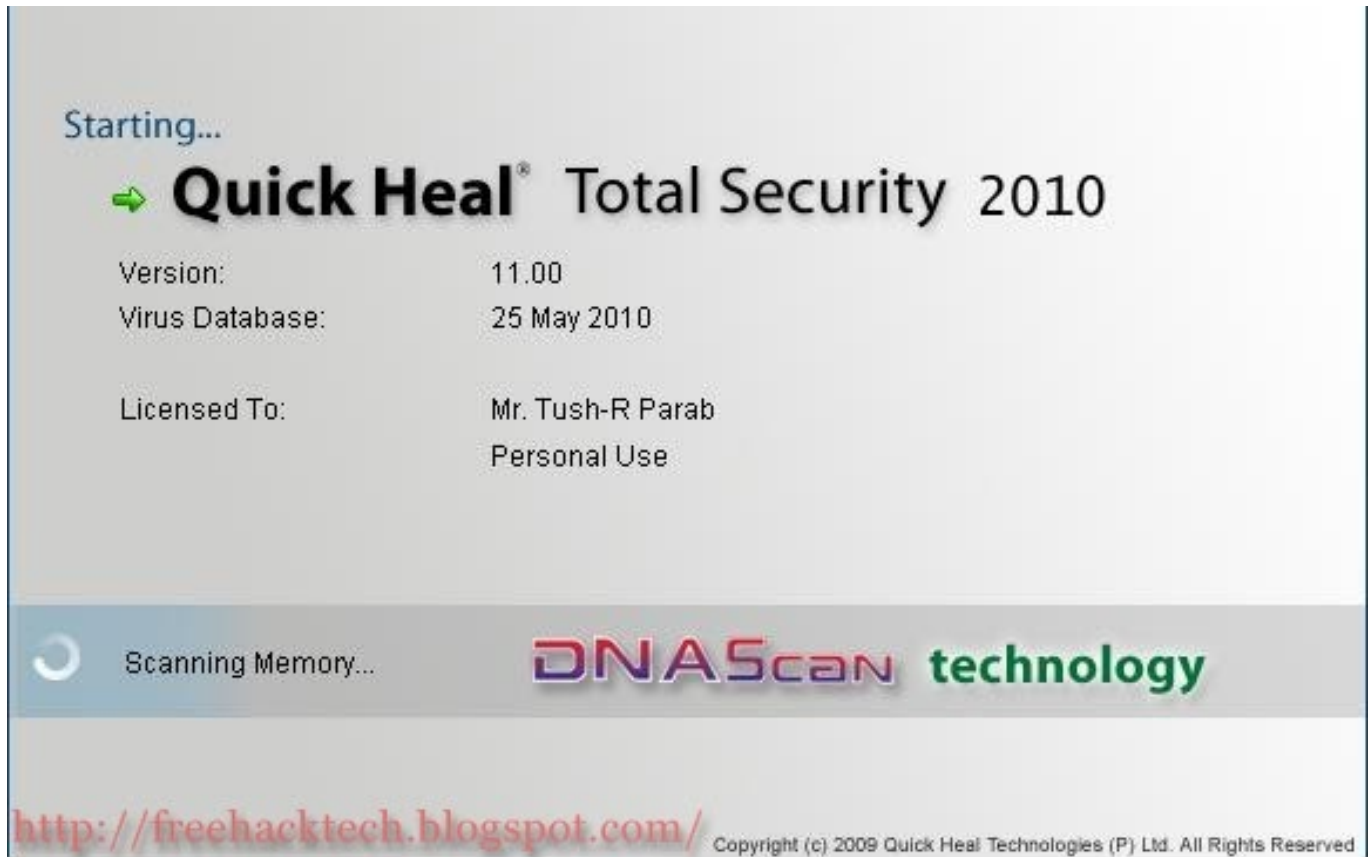 Starting...
Quick Heal® Total Security 2010
Version: 11.00
Virus Database: 25 May 2010
Licensed To: Mr. Tush-R Parab
Personal Use
Scanning Memory... DNAScan technology
http://freehacktech.blogspot.com/ Copyright (c) 2009 Quick Heal Technologies (P) Ltd. All Rights Reserved